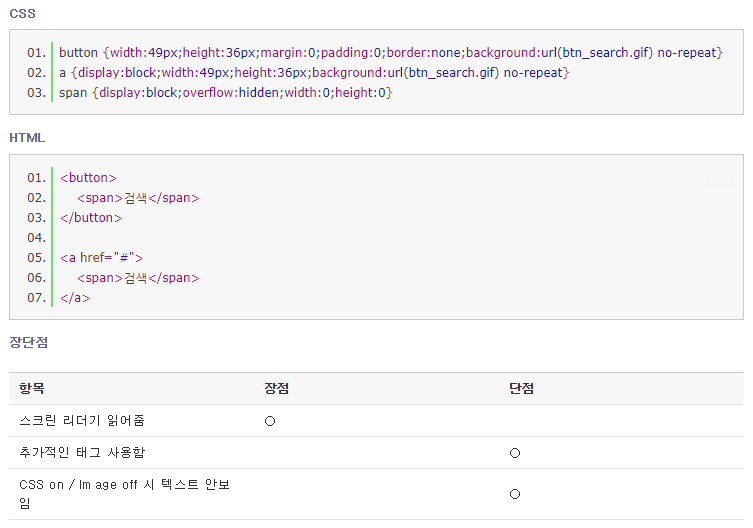 CSS
01. button {width:49px;height:36px;margin:0;padding:0;border:none;background:url(btn_search.gif) no-repeat}
02. a {display:block;width:49px;height:36px;background:url(btn_search.gif) no-repeat}
03. span {display:block;overflow:hidden;width:0;height:0}
HTML
01. <button>
02. <span>검색</span>
03. </button>
04.
05. <a href="#">
06. <span>검색</span>
07. </a>
장단점
항목 장점 단점
스크린 리더기 읽어줌 ○
추가적인 태그 사용함 ○
CSS on / Image off 시 텍스트 안보
임 ○